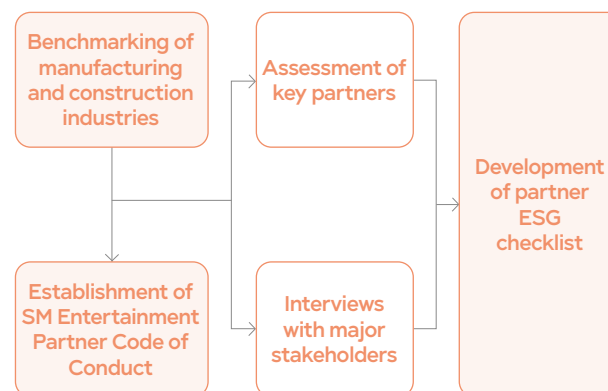 Benchmarking of
manufacturing
and construction
industries
Establishment of
SM Entertainment
Partner Code of
Conduct
Assessment of
key partners
Interviews
with major
stakeholders
Development
of partner
ESG
checklist